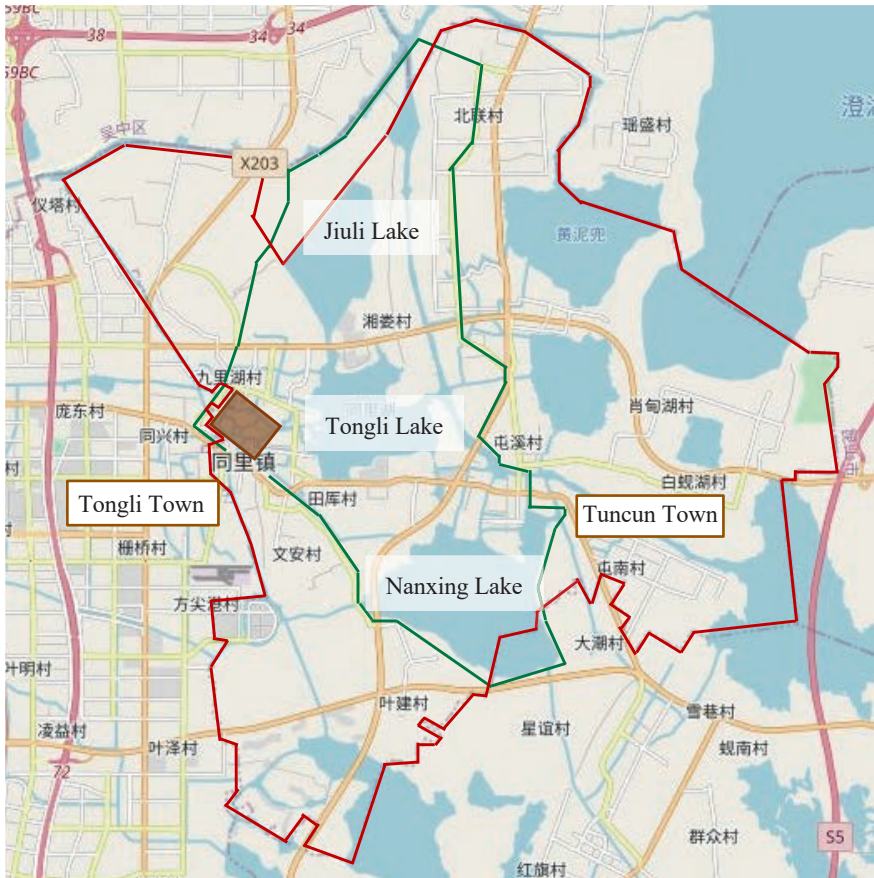 59BC
38
34
34
59BC
北联村
吴中区
瑶盛村
X203
仪塔村
Jiuli Lake
黄泥兜
湘娄村
九里湖村
庞东村
肖甸湖村
同兴村
Tongli Lake
屯溪村
同里镇
白蚬湖村
田厍村
Tongli Town
Tuncun Town
栅桥村
文安村
屯南村
Nanxing Lake
方尖港村
大潮村
叶明村
叶建村
雪巷村
凌益村
星谊村
叶泽村
蚬南村
72
群众村
S5
红旗村